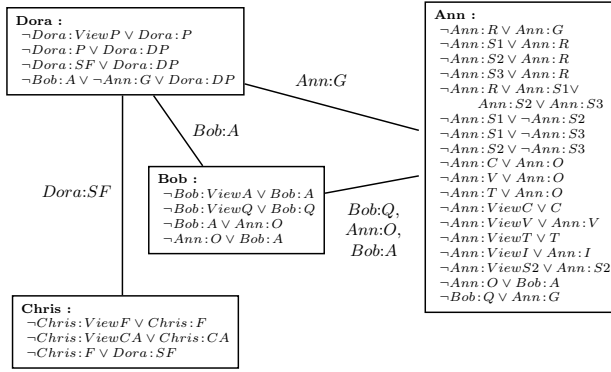 Dora :
¬Dora:ViewP ∨ Dora:P
¬Dora:P ∨ Dora:DP
¬Dora:SF ∨ Dora:DP
¬Bob:A ∨ ¬Ann:G ∨ Dora:DP
Ann:G
Bob:A
Dora:SF
Bob :
¬Bob:ViewA ∨ Bob:A
¬Bob:ViewQ ∨ Bob:Q
¬Bob:A ∨ Ann:O
¬Ann:O ∨ Bob:A
Bob:Q,
Ann:O,
Bob:A
Chris :
¬Chris:ViewF ∨ Chris:F
¬Chris:ViewCA ∨ Chris:CA
¬Chris:F ∨ Dora:SF
Ann :
¬Ann:R ∨ Ann:G
¬Ann:S1 ∨ Ann:R
¬Ann:S2 ∨ Ann:R
¬Ann:S3 ∨ Ann:R
¬Ann:R ∨ Ann:S1∨
Ann:S2 ∨ Ann:S3
¬Ann:S1 ∨ ¬Ann:S2
¬Ann:S1 ∨ ¬Ann:S3
¬Ann:S2 ∨ ¬Ann:S3
¬Ann:C ∨ Ann:O
¬Ann:V ∨ Ann:O
¬Ann:T ∨ Ann:O
¬Ann:ViewC ∨ C
¬Ann:ViewV ∨ Ann:V
¬Ann:ViewT ∨ T
¬Ann:ViewI ∨ Ann:I
¬Ann:ViewS2 ∨ Ann:S2
¬Ann:O ∨ Bob:A
¬Bob:Q ∨ Ann:G